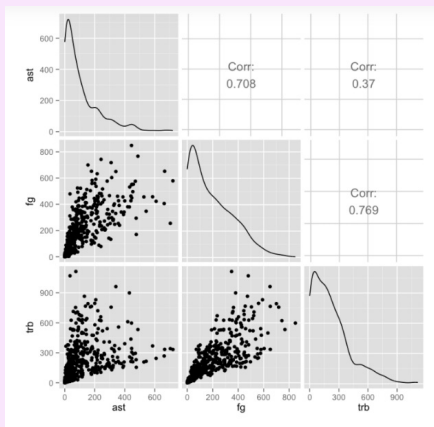 ast
600 -
400 -
200 -
0 -
Corr:
0.708
Corr:
0.37
fg
800 -
600 -
400 -
200 -
0 -
Corr:
0.769
trb
900 -
600 -
300 -
0 -
0 200 400 600
0 200 400 600 800
0 300 600 900
ast
fg
trb